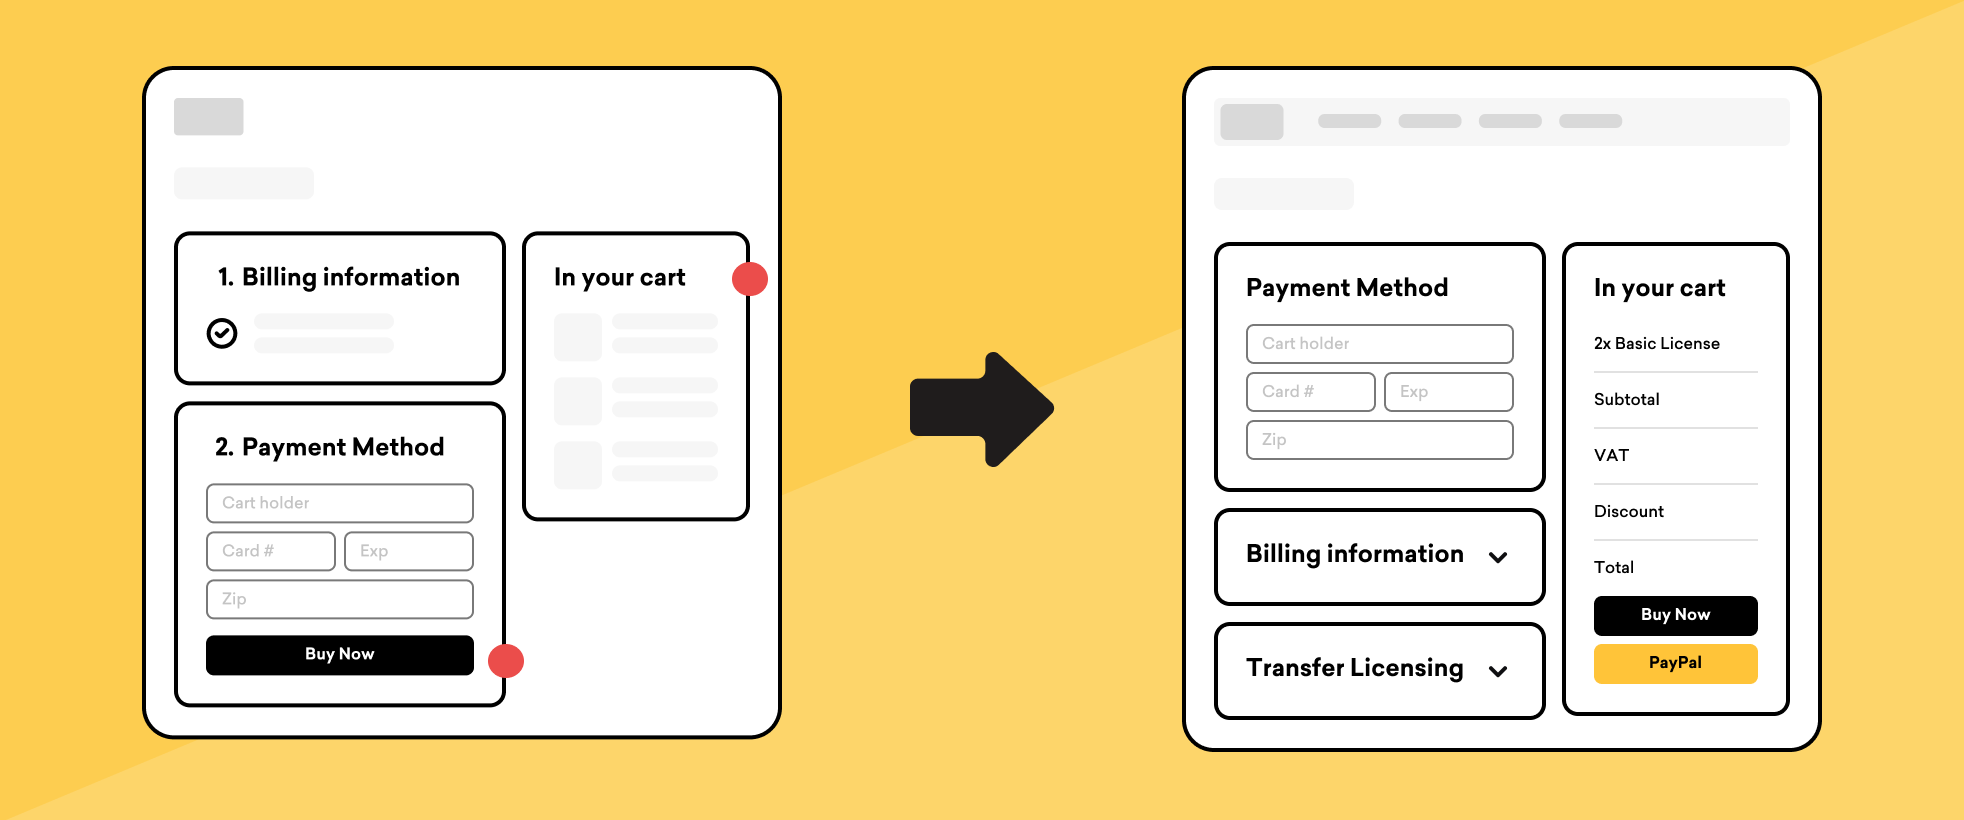 1. Billing information
2. Payment Method
Cart holder
Card #
Exp
Zip
Buy Now
In your cart
Payment Method
Cart holder
Card #
Exp
Zip
Billing information
Transfer Licensing
In your cart
2x Basic License
Subtotal
VAT
Discount
Total
Buy Now
PayPal